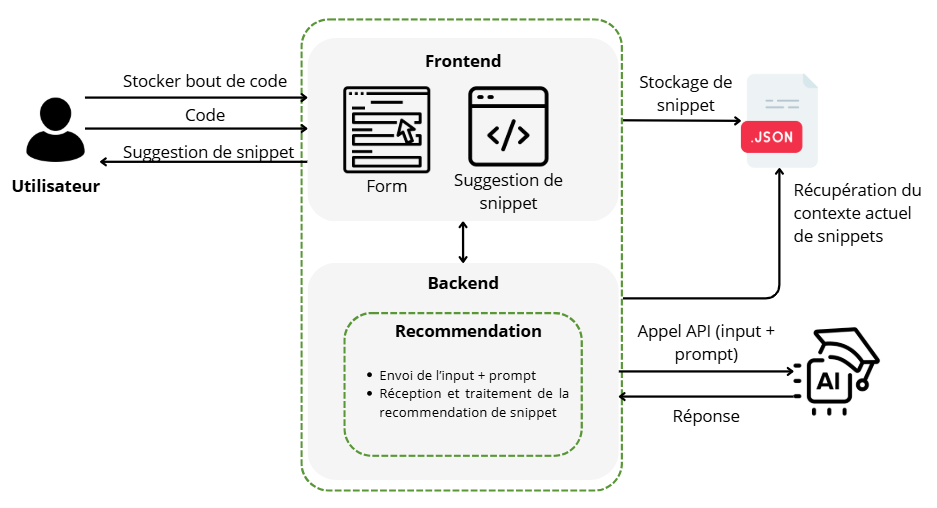 Frontend
Stocker bout de code
Code
Suggestion de snippet
Utilisateur
Form
Suggestion de
snippet
Stockage de
snippet
.JSON
Récupération du
contexte actuel
de snippets
Backend
Recommendation
• Envoi de l'input + prompt
• Réception et traitement de la
recommendation de snippet
Appel API (input +
prompt)
AI
Réponse